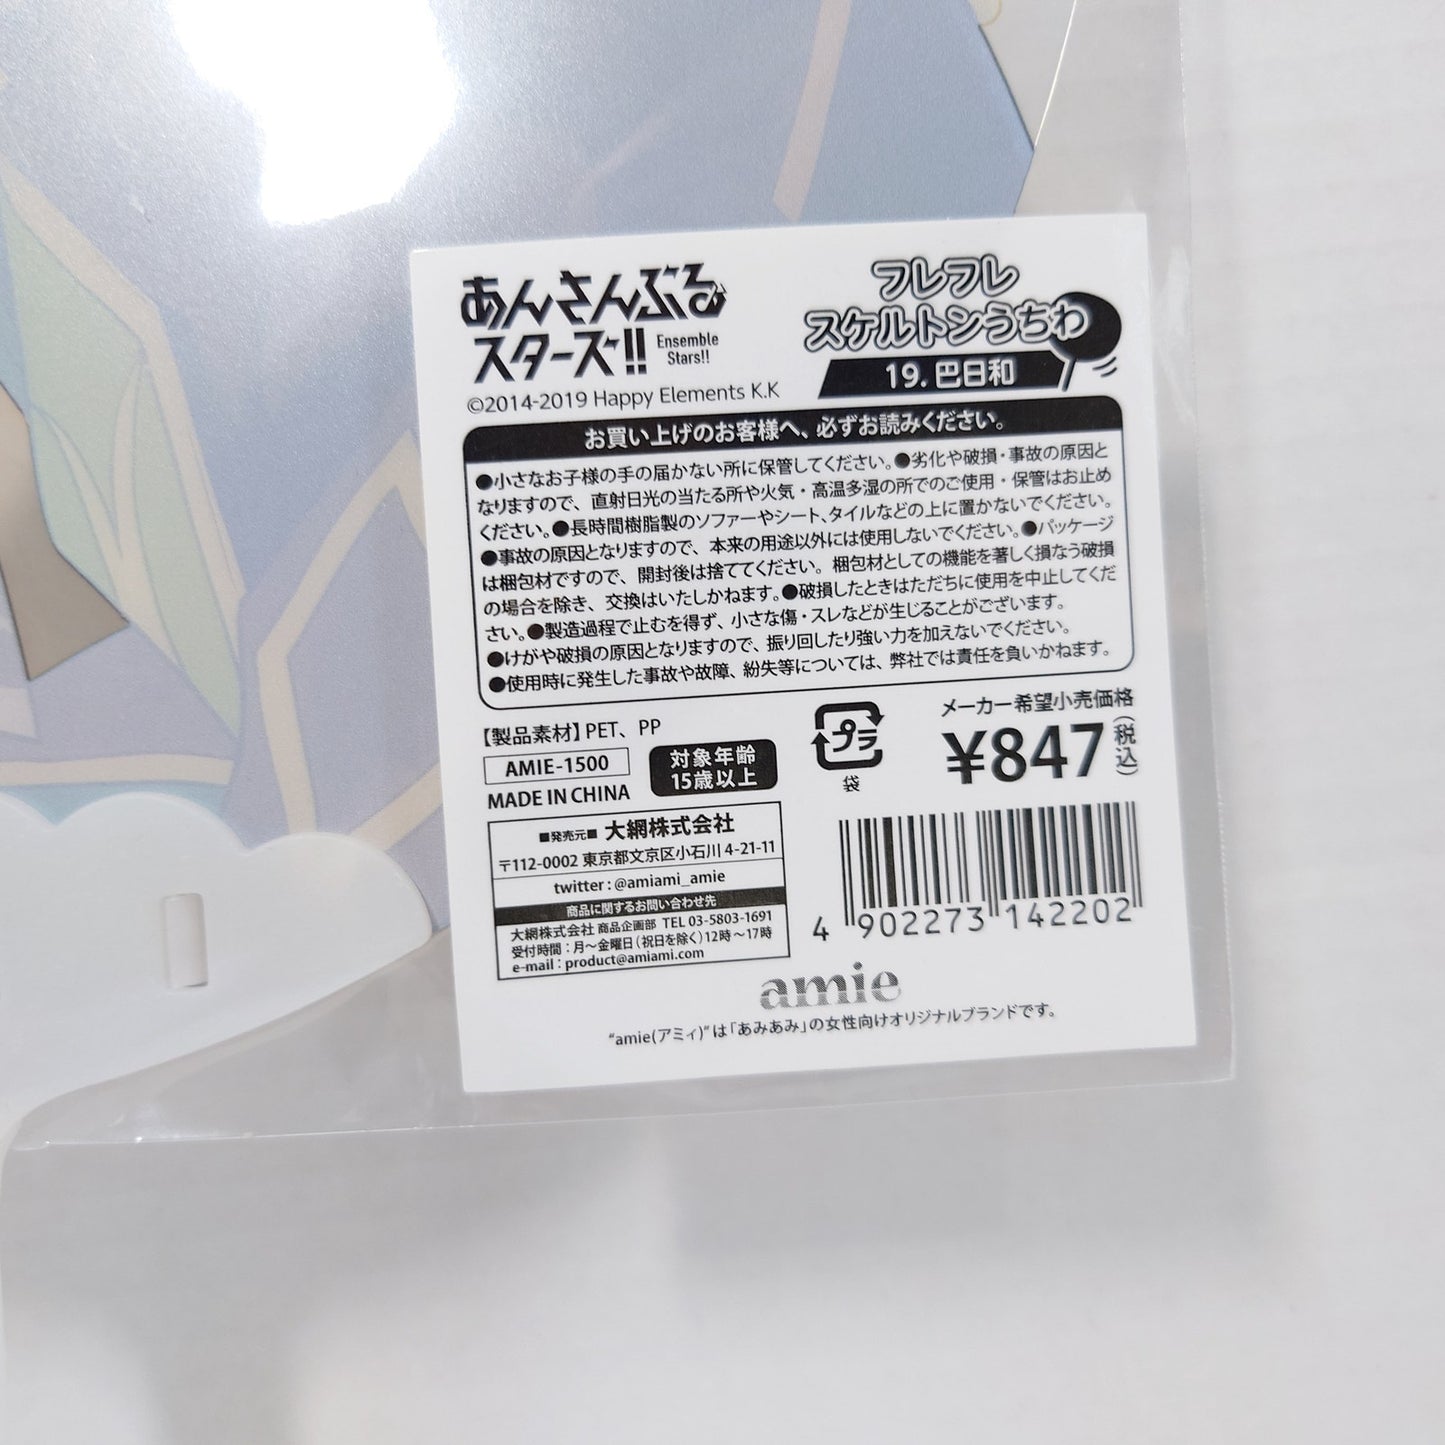 あんさんぶる
スターズ!!
Ensemble
Stars!!
©2014-2019 Happy Elements K.K
フレフレ
スケルトンうちわ
19. 巴日和
お買い上げのお客様へ、必ずお読みください。
●小さなお子様の手の届かない所に保管してください。●劣化や破損・事故の原因と
なりますので、直射日光の当たる所や火気・高温多湿の所でのご使用・保管はお止め
ください。●長時間樹脂製のソファーやシート、タイルなどの上に置かないでください。
●事故の原因となりますので、本来の用途以外には使用しないでください。●パッケージ
は梱包材ですので、開封後は捨ててください。梱包材としての機能を著しく損なう破損
の場合を除き、交換はいたしかねます。●破損したときはただちに使用を中止してくだ
さい。●製造過程で止むを得ず、小さな傷・スレなどが生じることがございます。
●けがや破損の原因となりますので、振り回したり強い力を加えないでください。
●使用時に発生した事故や故障、紛失等については、弊社では責任を負いかねます。
【製品素材】PET、PP
AMIE-1500
MADE IN CHINA
対象年齢
15歳以上
プラ
袋
メーカー希望小売価格
¥847(税込)
■発売元■ 大網株式会社
〒112-0002 東京都文京区小石川 4-21-11
twitter : @amiami_amie
商品に関するお問い合わせ先
大網株式会社 商品企画部 TEL 03-5803-1691
受付時間：月～金曜日(祝日を除く)12時～17時
e-mail : product@amiami.com
4 902273 142202
amie
“amie(アミィ)”は「あみあみ」の女性向けオリジナルブランドです。